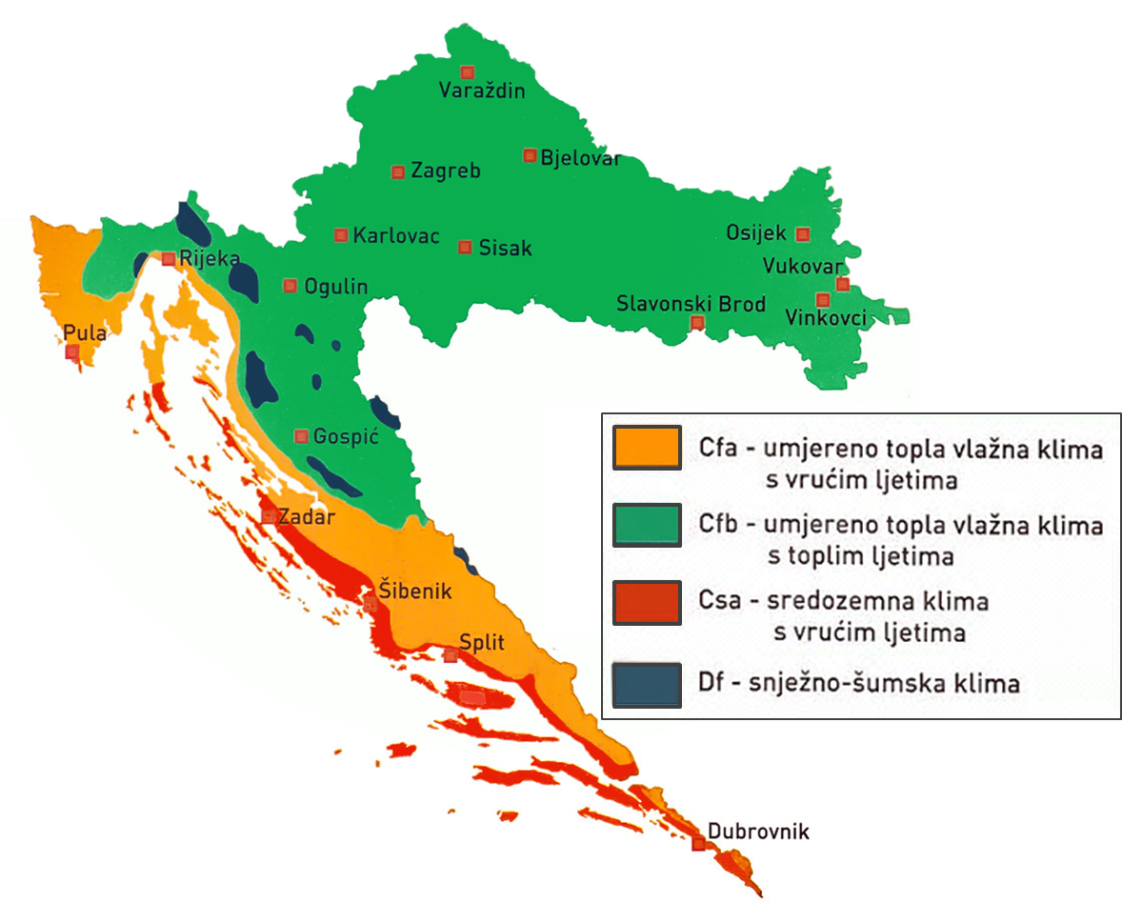 Varaždin
Bjelovar
Zagreb
Karlovac
Sisak
Osijek
Rijeka
Vukovar
Ogulin
Slavonski Brod
Vinkovci
Pula
Gospić
Zadar
Šibenik
Split
Dubrovnik
Cfa - umjereno topla vlažna klima
s vrućim ljetima
Cfb - umjereno topla vlažna klima
s toplim ljetima
Csa - sredozemna klima
s vrućim ljetima
Df - snježno-šumska klima